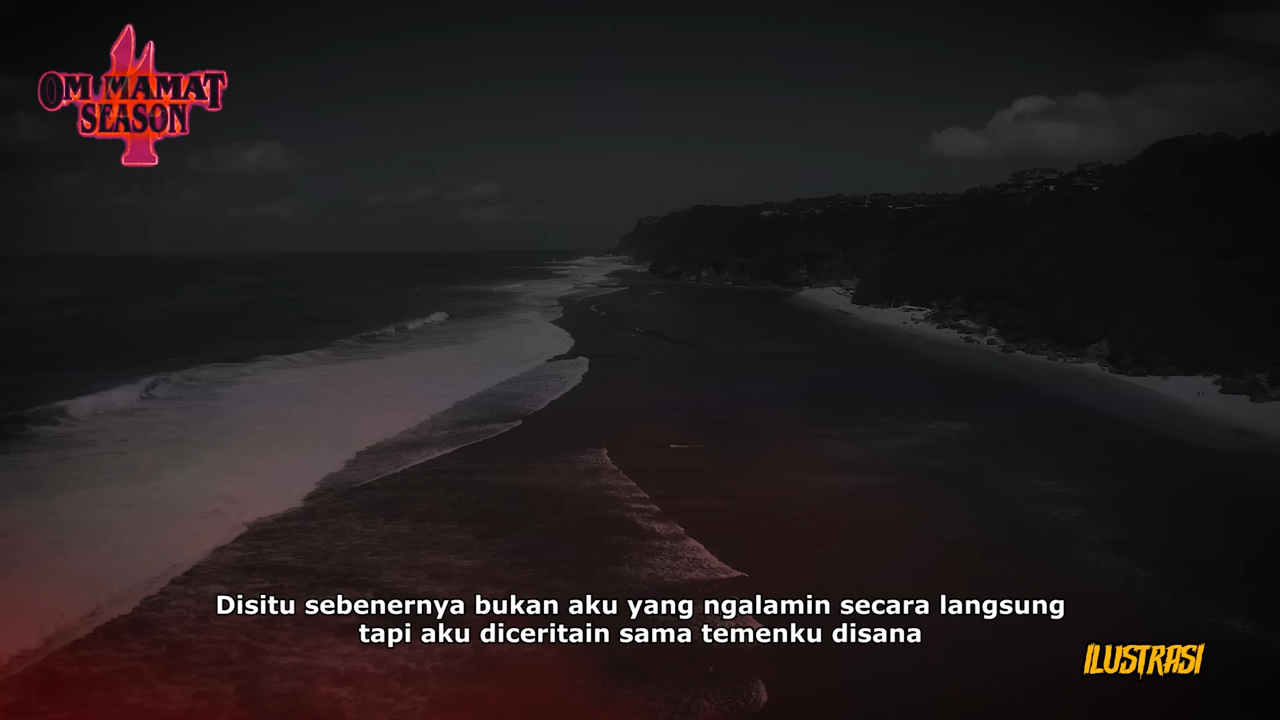 OM MAMAT
SEASON
4
Disitu sebenernya bukan aku yang ngalamin secara langsung
tapi aku diceritain sama temenku disana
ILUSTRASI